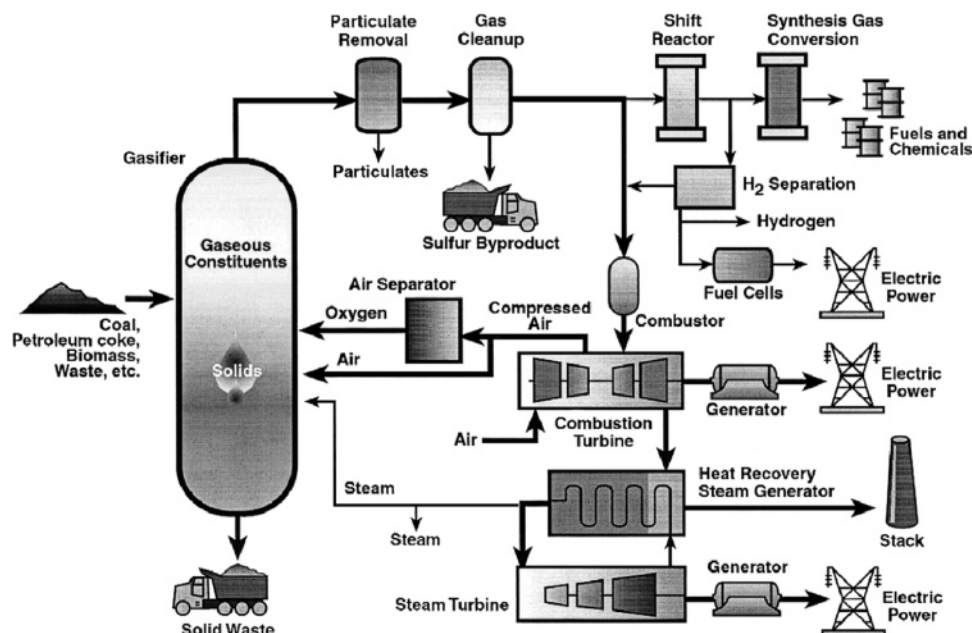 Particulate
Removal
Gas
Cleanup
Shift
Reactor
Synthesis Gas
Conversion
Gasifier
Particulates
Fuels and
Chemicals
H2 Separation
Hydrogen
Sulfur Byproduct
Gaseous
Constituents
Fuel Cells
Electric
Power
Air Separator
Oxygen
Compressed
Air
Combustor
Coal,
Petroleum coke,
Biomass,
Waste, etc.
Air
Solids
Electric
Power
Generator
Air
Combustion
Turbine
Heat Recovery
Steam Generator
Steam
Steam
Stack
Generator
Steam Turbine
Electric
Power
Solid Waste